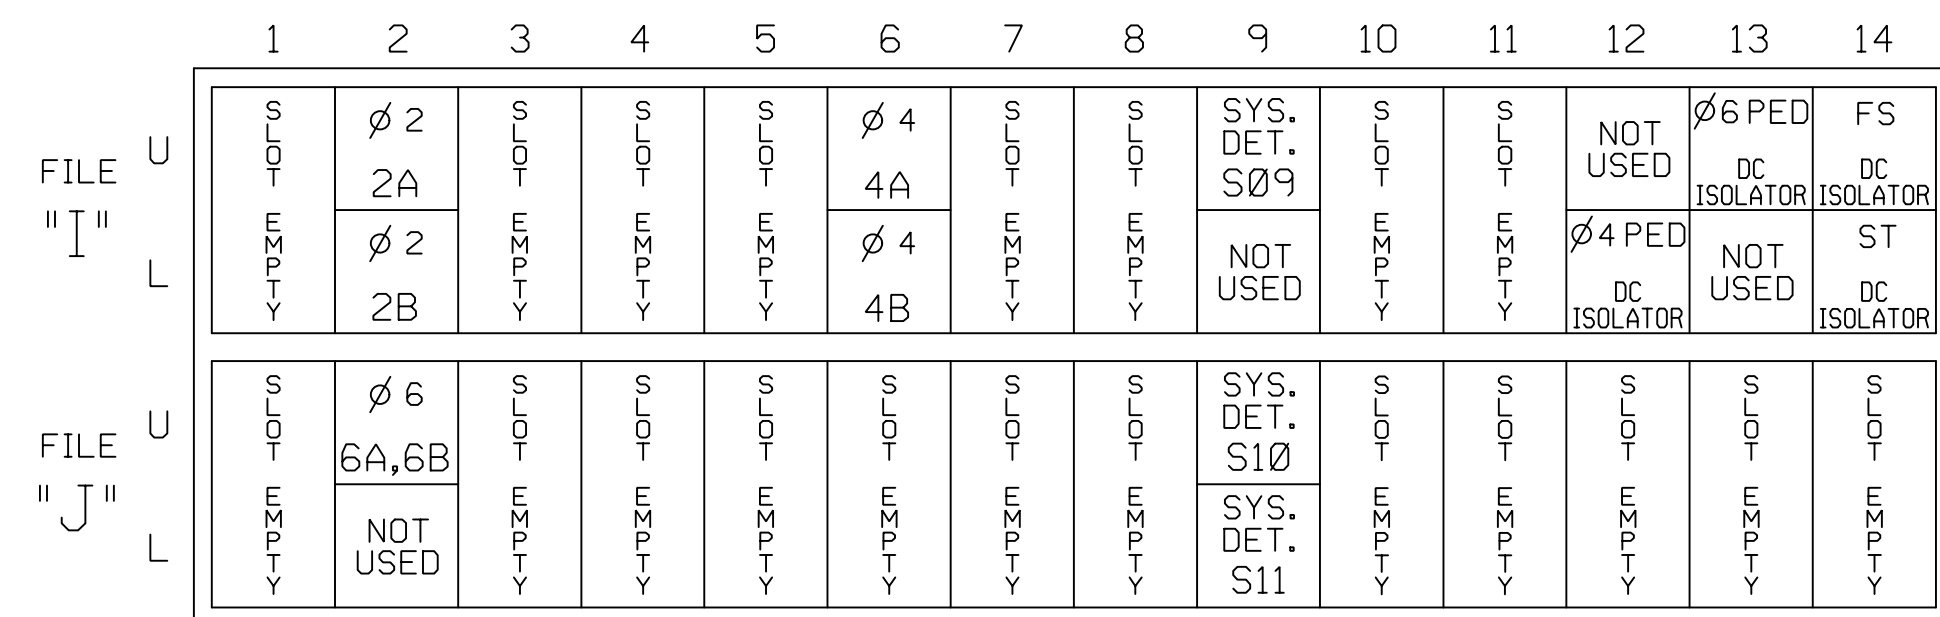 1 2 3 4 5 6 7 8 9 10 11 12 13 14
FILE "I"
U
L
SLOT EMPTY
Ø 2
2A
Ø 2
2B
SLOT EMPTY
SLOT EMPTY
SLOT EMPTY
Ø 4
4A
Ø 4
4B
SLOT EMPTY
SLOT EMPTY
SYS.
DET.
SØ9
NOT
USED
SLOT EMPTY
SLOT EMPTY
NOT
USED
Ø4 PED
DC
ISOLATOR
Ø6 PED
DC
ISOLATOR
NOT
USED
FS
DC
ISOLATOR
ST
DC
ISOLATOR
FILE "J"
U
L
SLOT EMPTY
Ø 6
6A,6B
NOT
USED
SLOT EMPTY
SLOT EMPTY
SLOT EMPTY
SLOT EMPTY
SLOT EMPTY
SLOT EMPTY
SYS.
DET.
S1Ø
SYS.
DET.
S11
SLOT EMPTY
SLOT EMPTY
SLOT EMPTY
SLOT EMPTY
SLOT EMPTY